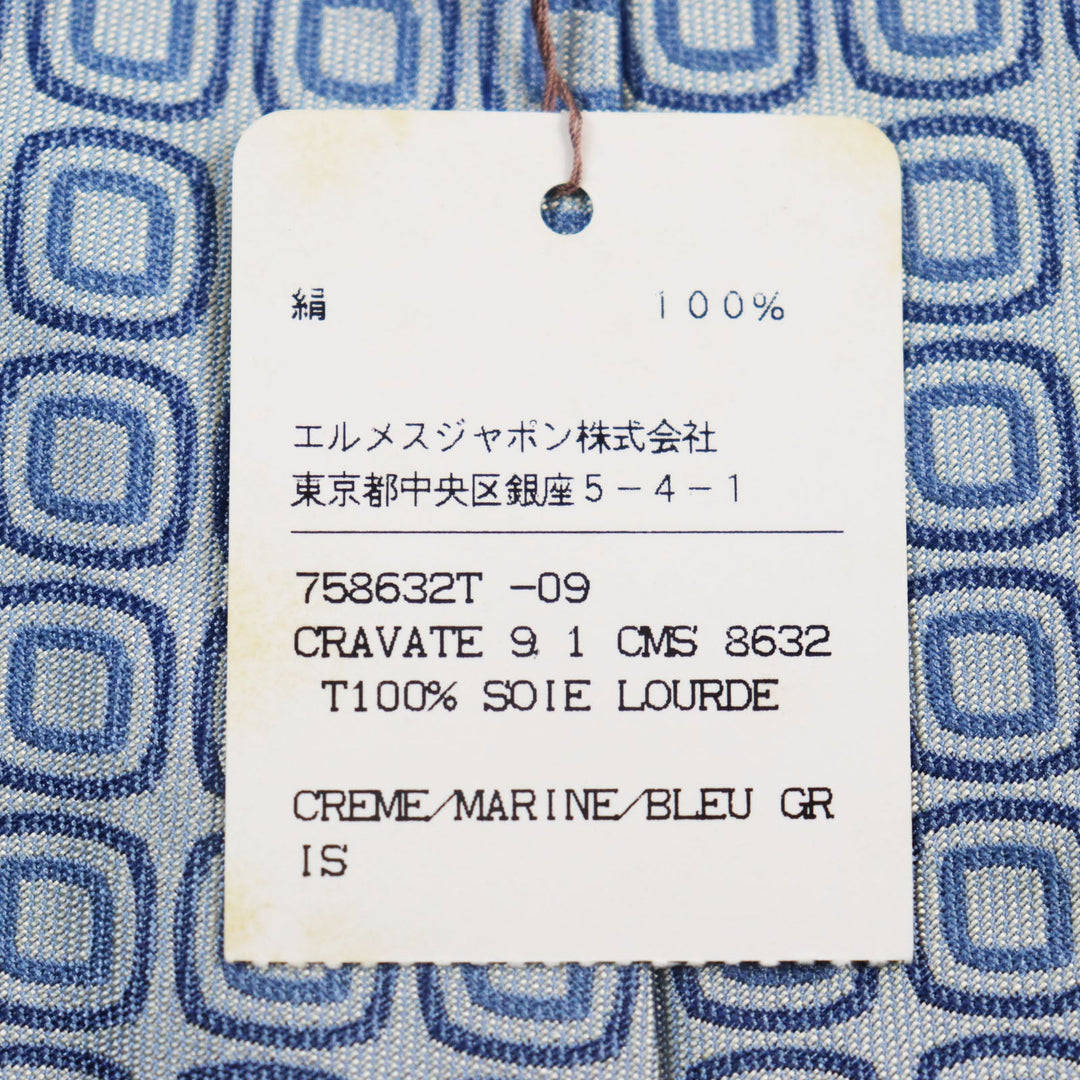 絹 100%
エルメスジャポン株式会社
東京都中央区銀座5-4-1
758632T -09
CRAVATE 9.1 CMS 8632
T100% SOIE LOURDE
CREME/MARINE/BLEU GR
IS